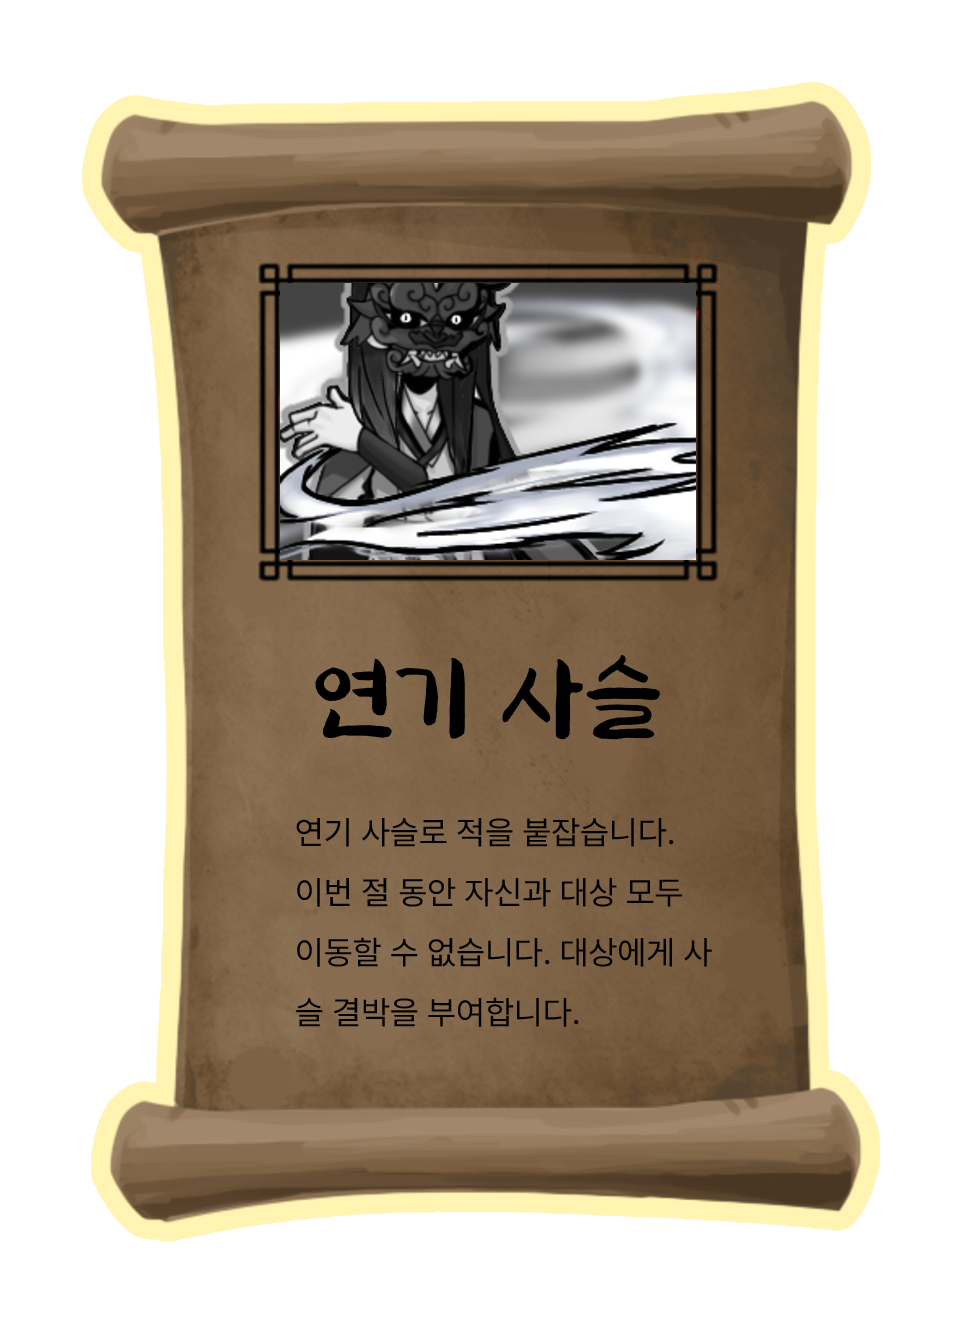 연기 사슬
연기 사슬로 적을 붙잡습니다.
이번 절 동안 자신과 대상 모두
이동할 수 없습니다. 대상에게 사
슬 결박을 부여합니다.